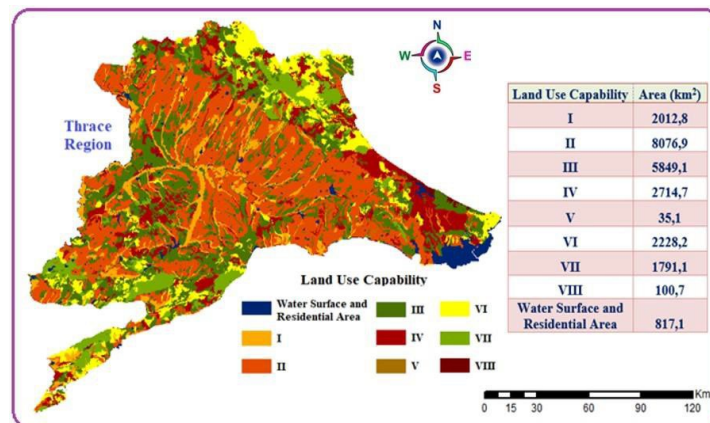 N
W E
S
Thrace
Region
Land Use Capability Area (km²)
I 2012,8
II 8076,9
III 5849,1
IV 2714,7
V 35,1
VI 2228,2
VII 1791,1
VIII 100,7
Water Surface and
Residential Area 817,1
Land Use Capability
Water Surface and
Residential Area
I
II
III
IV
V
VI
VII
VIII
Km
0 15 30 60 90 120